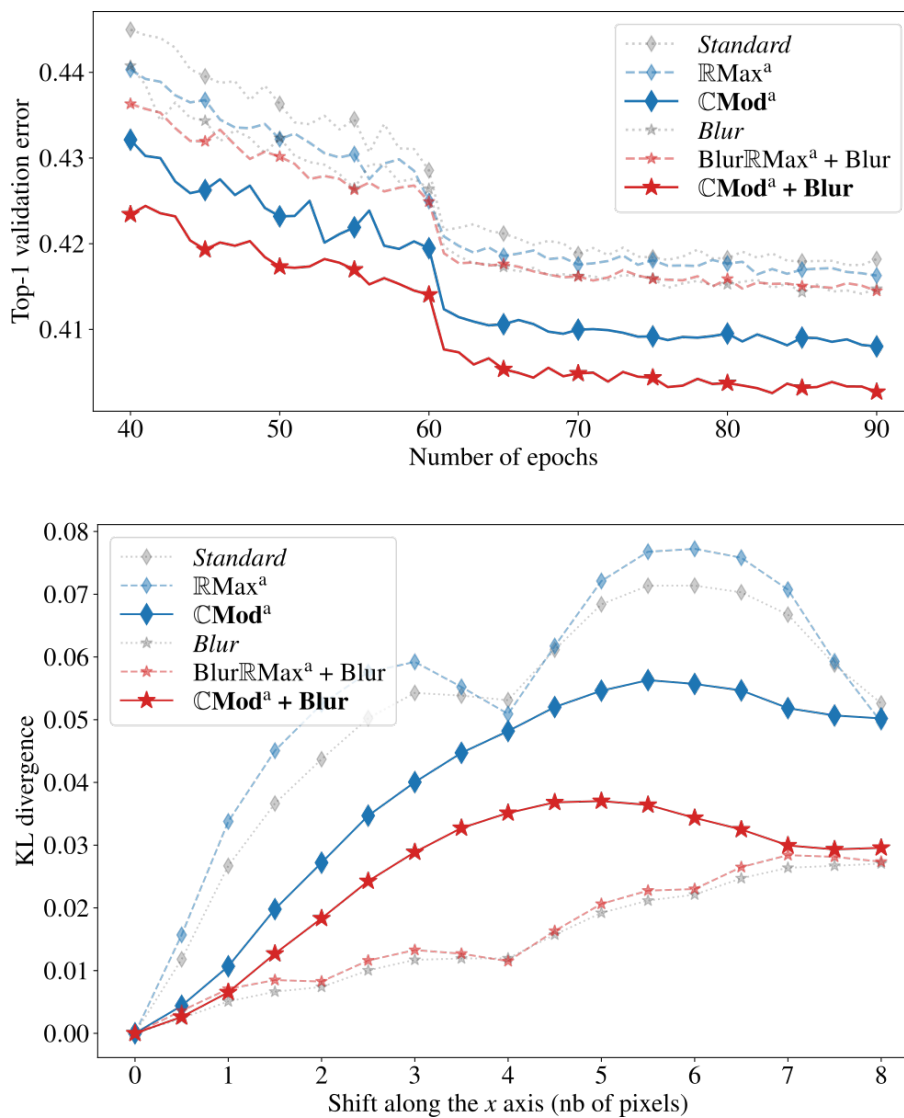 0.44
0.43
0.42
0.41
Top-1 validation error
Standard
ℝMaxᵃ
ℂModᵃ
Blur
BlurℝMaxᵃ + Blur
ℂModᵃ + Blur
40 50 60 70 80 90
Number of epochs
0.08
0.07
0.06
0.05
0.04
0.03
0.02
0.01
0.00
KL divergence
Standard
ℝMaxᵃ
ℂModᵃ
Blur
BlurℝMaxᵃ + Blur
ℂModᵃ + Blur
0 1 2 3 4 5 6 7 8
Shift along the x axis (nb of pixels)